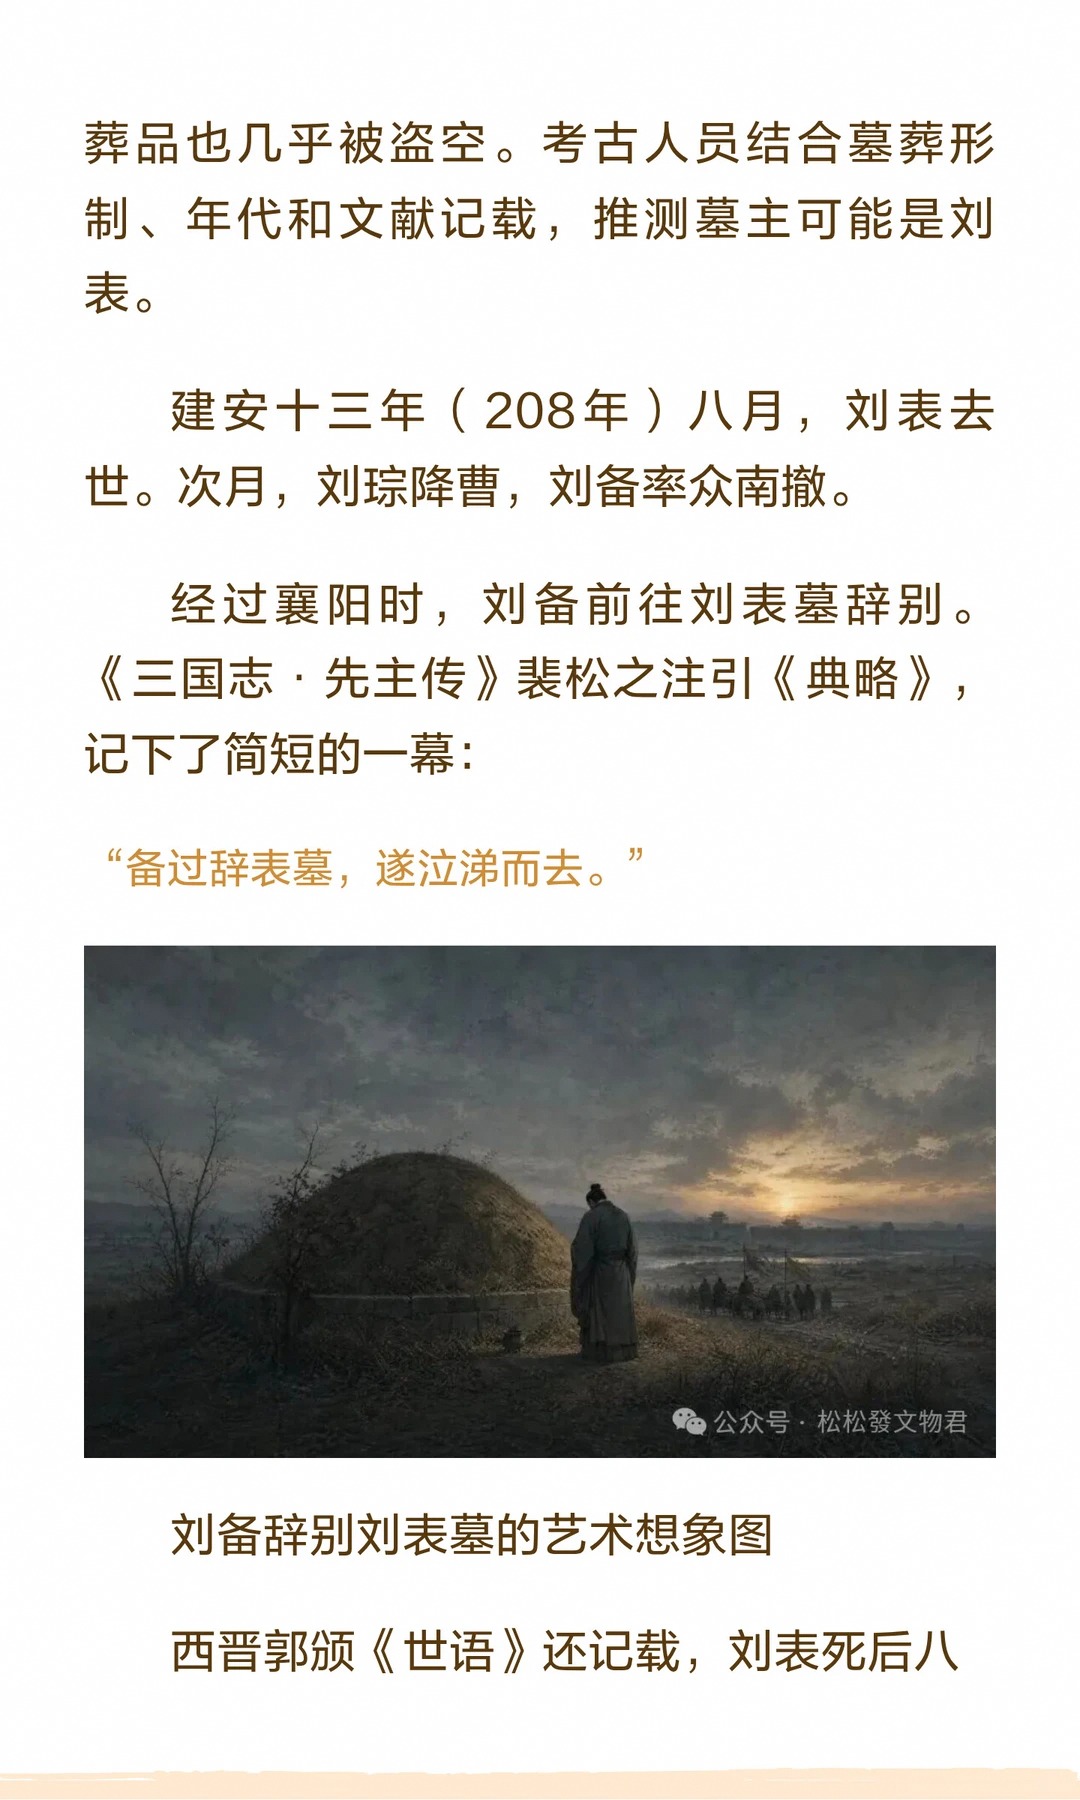 葬品也几乎被盗空。考古人员结合墓葬形
制、年代和文献记载，推测墓主可能是刘
表。
建安十三年（208年）八月，刘表去
世。次月，刘琮降曹，刘备率众南撤。
经过襄阳时，刘备前往刘表墓辞别。
《三国志·先主传》裴松之注引《典略》，
记下了简短的一幕：
“备过辞表墓，遂泣涕而去。”
公众号·松松發文物君
刘备辞别刘表墓的艺术想象图
西晋郭颁《世语》还记载，刘表死后八